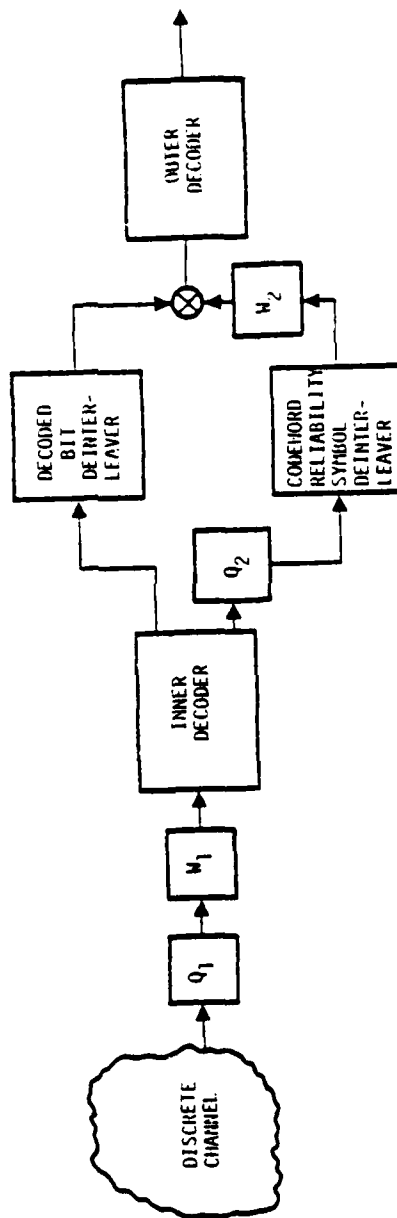 DISCRETE
CHANNEL
Q1
W1
INNER
DECODER
Q2
DECODED
BIT
DEINTER-
LEAVER
CODEWORD
RELIABILITY
SYMBOL
DEINTER-
LEAVER
W2
OUTER
DECODER